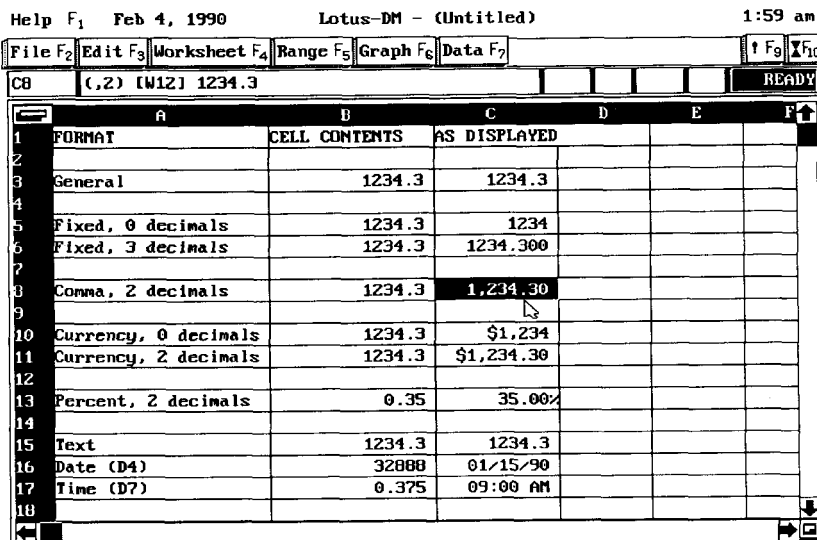 Help F1 Feb 4, 1990 Lotus-DM - (Untitled) 1:59 am
File F2 Edit F3 Worksheet F4 Range F5 Graph F6 Data F7 F9 F10
C8 (,2) [W12] 1234.3 READY
A B C D E F
1 FORMAT CELL CONTENTS AS DISPLAYED
2
3 General 1234.3 1234.3
4
5 Fixed, 0 decimals 1234.3 1234
6 Fixed, 3 decimals 1234.3 1234.300
7
8 Comma, 2 decimals 1234.3 1,234.30
9
10 Currency, 0 decimals 1234.3 $1,234
11 Currency, 2 decimals 1234.3 $1,234.30
12
13 Percent, 2 decimals 0.35 35.00%
14
15 Text 1234.3 1234.3
16 Date (D4) 32888 01/15/90
17 Time (D7) 0.375 09:00 AM
18